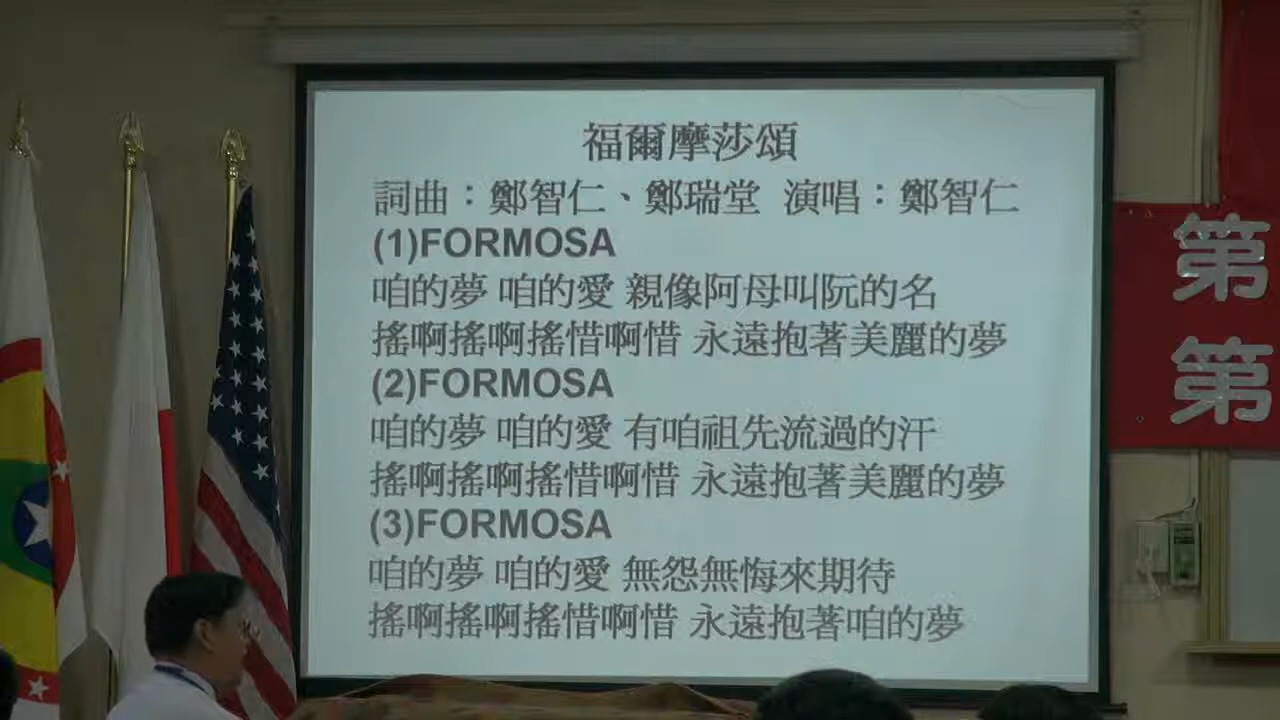 福爾摩莎頌
詞曲：鄭智仁、鄭瑞堂 演唱：鄭智仁
(1)FORMOSA
咱的夢 咱的愛 親像阿母叫阮的名
搖啊搖啊搖惜啊惜 永遠抱著美麗的夢
(2)FORMOSA
咱的夢 咱的愛 有咱祖先流過的汗
搖啊搖啊搖惜啊惜 永遠抱著美麗的夢
(3)FORMOSA
咱的夢 咱的愛 無怨無悔來期待
搖啊搖啊搖惜啊惜 永遠抱著咱的夢
第
第